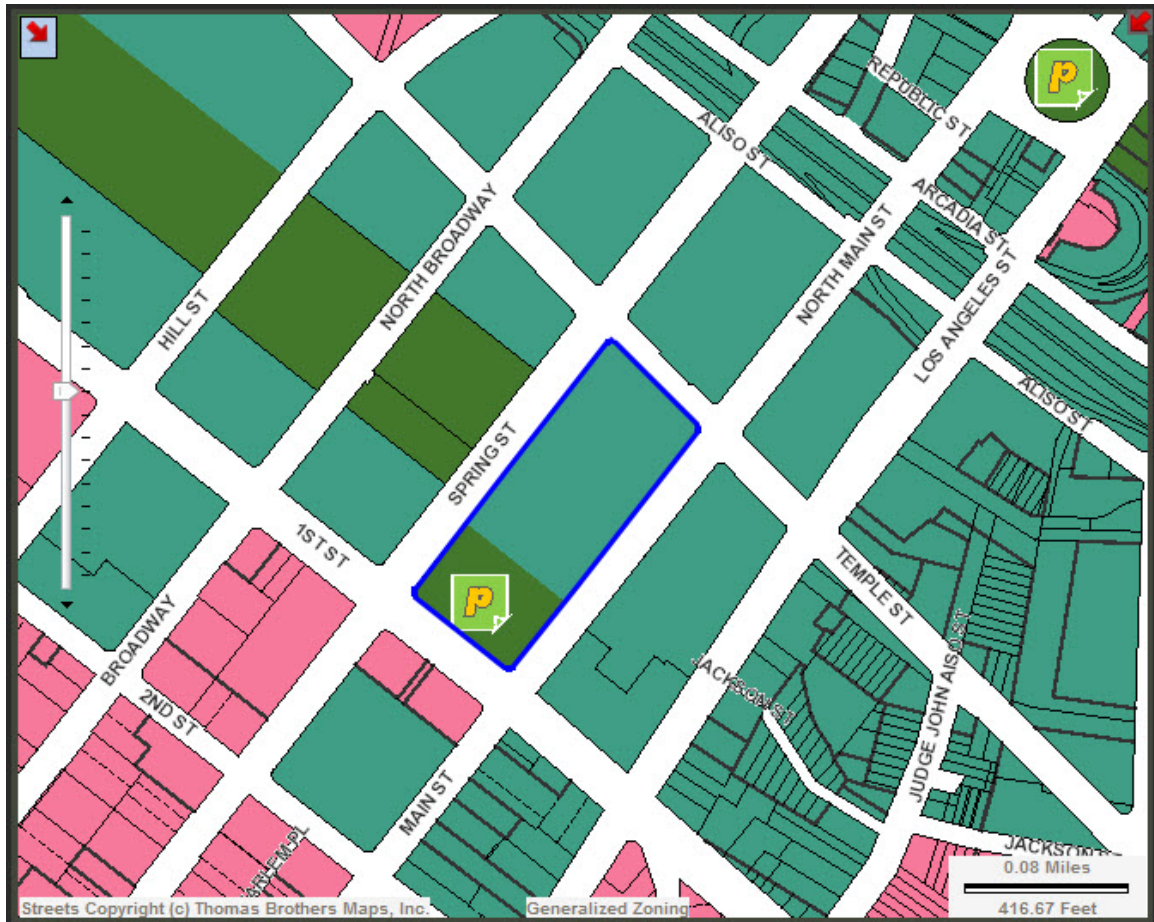 REPUBLIC ST
ALISO ST
ARCADIA ST
NORTH BROADWAY
NORTH MAIN ST
LOS ANGELES ST
HILL ST
ALISO ST
SPRING ST
1ST ST
TEMPLE ST
BROADWAY
JUDGE JOHN AISO ST
JACKSON ST
2ND ST
MAIN ST
JACKSON ST
0.08 Miles
416.67 Feet
Streets Copyright (c) Thomas Brothers Maps, Inc.
Generalized Zoning
p
p